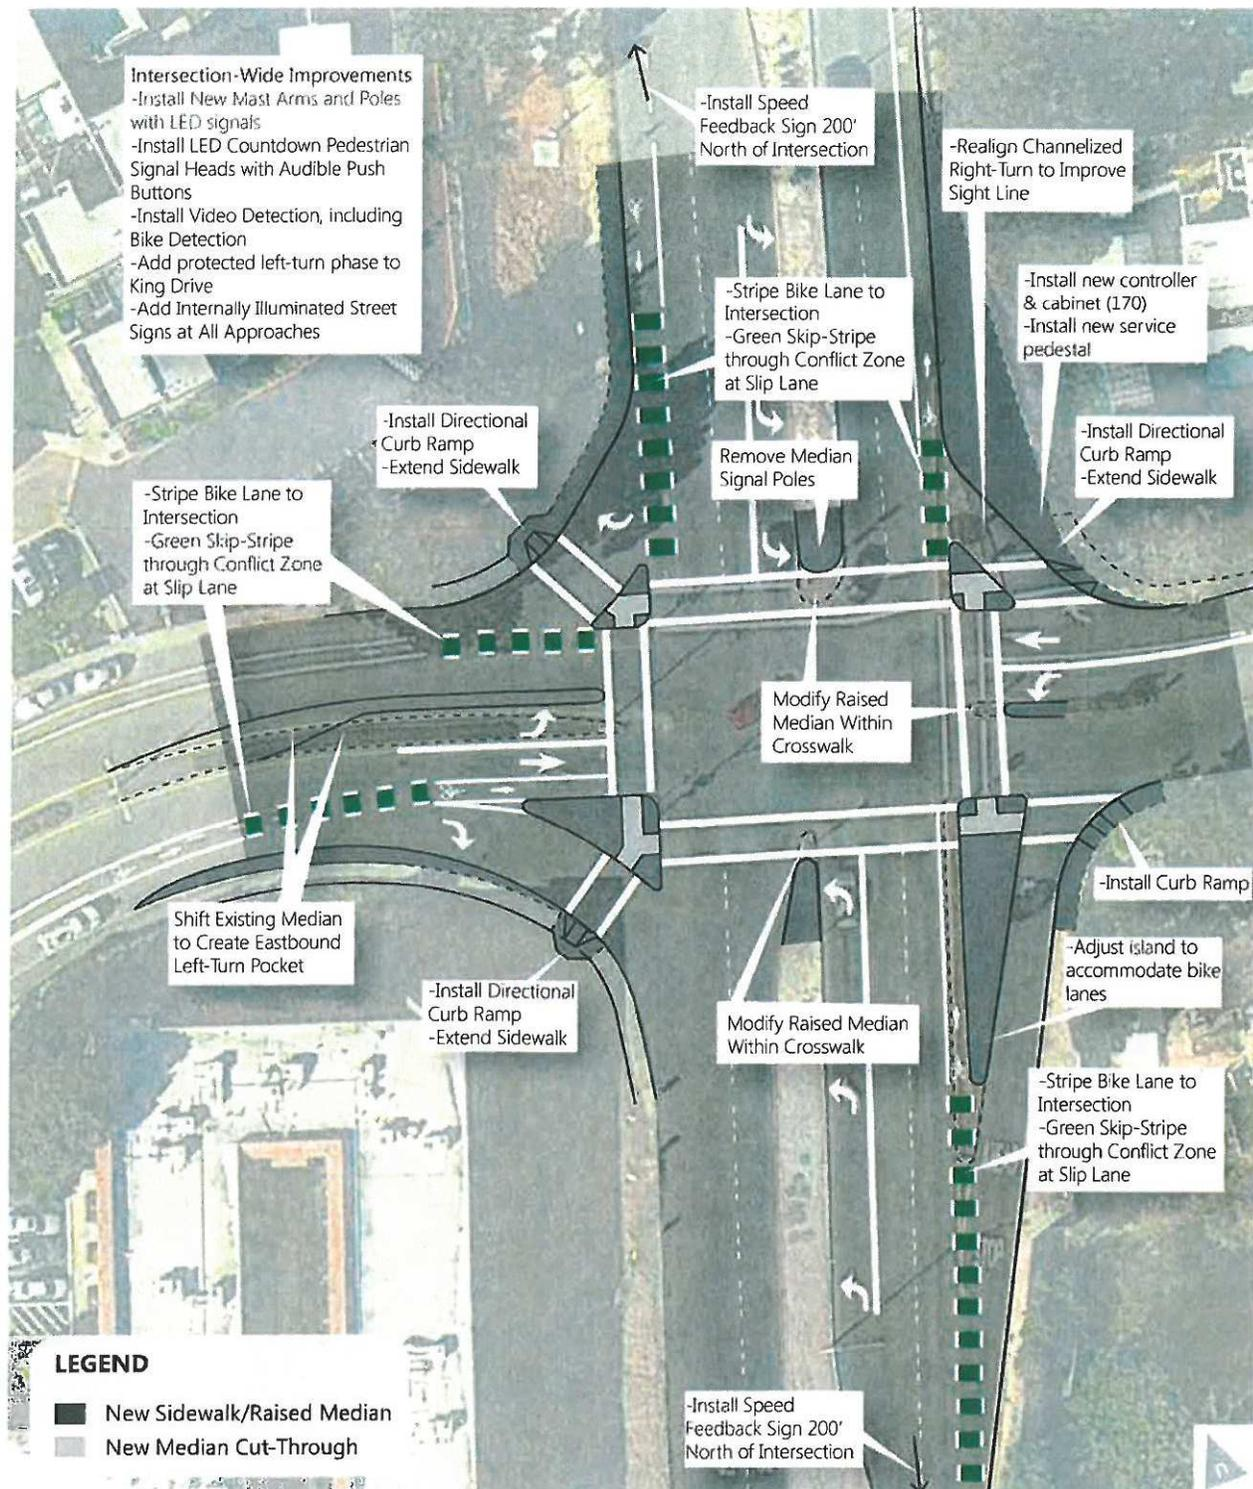 Intersection-Wide Improvements
-Install New Mast Arms and Poles
with LED signals
-Install LED Countdown Pedestrian
Signal Heads with Audible Push
Buttons
-Install Video Detection, including
Bike Detection
-Add protected left-turn phase to
King Drive
-Add Internally Illuminated Street
Signs at All Approaches
-Install Speed
Feedback Sign 200'
North of Intersection
-Realign Channelized
Right-Turn to Improve
Sight Line
-Install new controller
& cabinet (170)
-Install new service
pedestal
-Stripe Bike Lane to
Intersection
-Green Skip-Stripe
through Conflict Zone
at Slip Lane
-Install Directional
Curb Ramp
-Extend Sidewalk
Remove Median
Signal Poles
-Install Directional
Curb Ramp
-Extend Sidewalk
-Stripe Bike Lane to
Intersection
-Green Skip-Stripe
through Conflict Zone
at Slip Lane
Modify Raised
Median Within
Crosswalk
-Install Curb Ramp
Shift Existing Median
to Create Eastbound
Left-Turn Pocket
-Install Directional
Curb Ramp
-Extend Sidewalk
Modify Raised Median
Within Crosswalk
-Adjust island to
accommodate bike
lanes
-Stripe Bike Lane to
Intersection
-Green Skip-Stripe
through Conflict Zone
at Slip Lane
-Install Speed
Feedback Sign 200'
North of Intersection
LEGEND
New Sidewalk/Raised Median
New Median Cut-Through
n